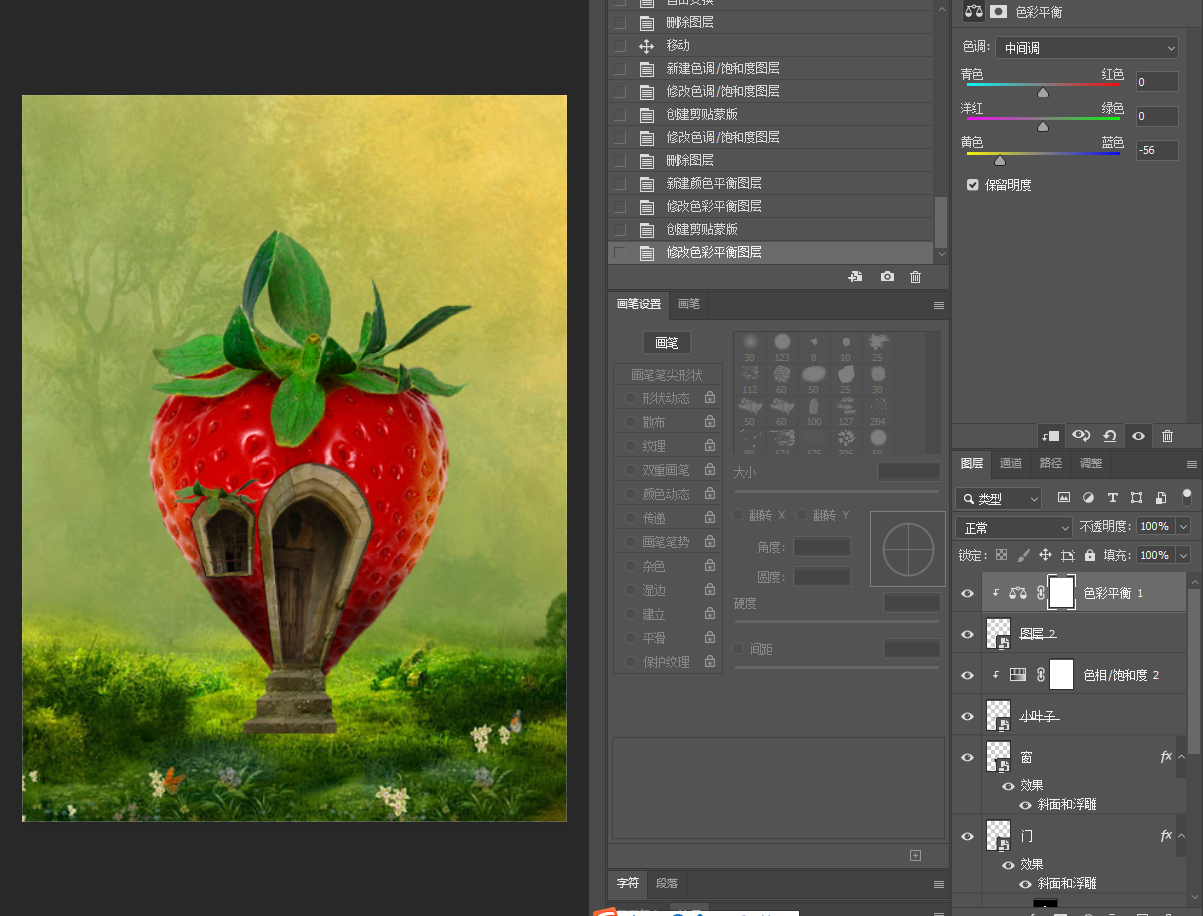 自由变换
删除图层
移动
新建色调/饱和度图层
修改色调/饱和度图层
创建剪贴蒙版
修改色调/饱和度图层
删除图层
新建颜色平衡图层
修改色彩平衡图层
创建剪贴蒙版
修改色彩平衡图层
画笔设置 画笔
画笔
画笔笔尖形状
形状动态
散布
纹理
双重画笔
颜色动态
传递
画笔笔势
杂色
湿边
建立
平滑
保护纹理
30 123 8 10 25
112 60 50 25 30
50 60 100 127 284
80 174 175 306 50
大小
翻转 X 翻转 Y
角度:
圆度:
硬度
间距
字符 段落
色彩平衡
色调: 中间调
青色 红色 0
洋红 绿色 0
黄色 蓝色 -56
保留明度
图层 通道 路径 调整
类型
正常 不透明度: 100%
锁定: 填充: 100%
色彩平衡 1
图层 2
色相/饱和度 2
小叶子
窗 fx
效果
斜面和浮雕
门 fx
效果
斜面和浮雕